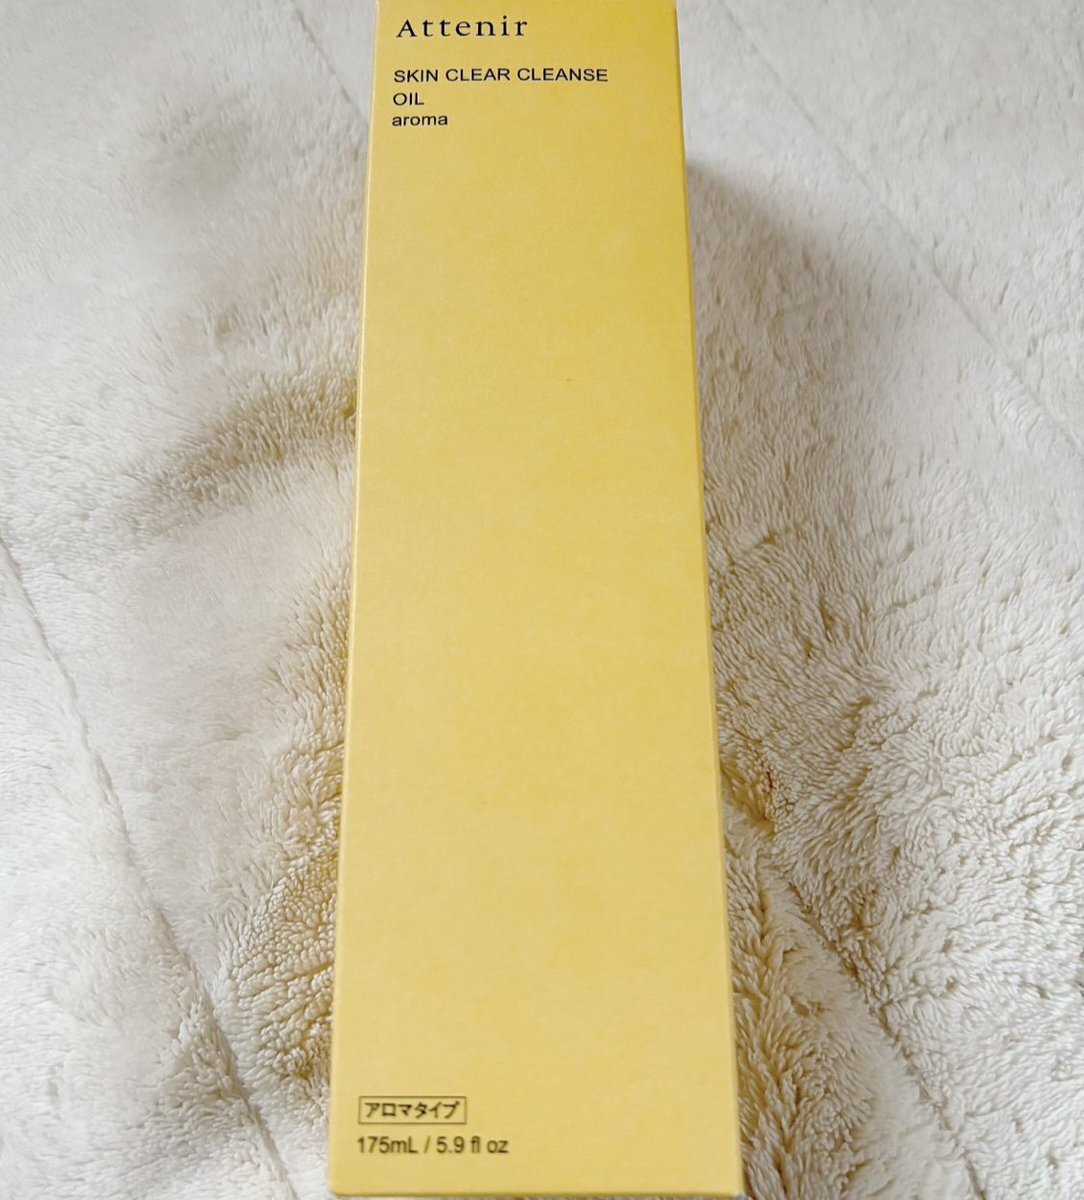 Attenir
SKIN CLEAR CLEANSE
OIL
aroma
アロマタイプ
175mL / 5.9 fl oz